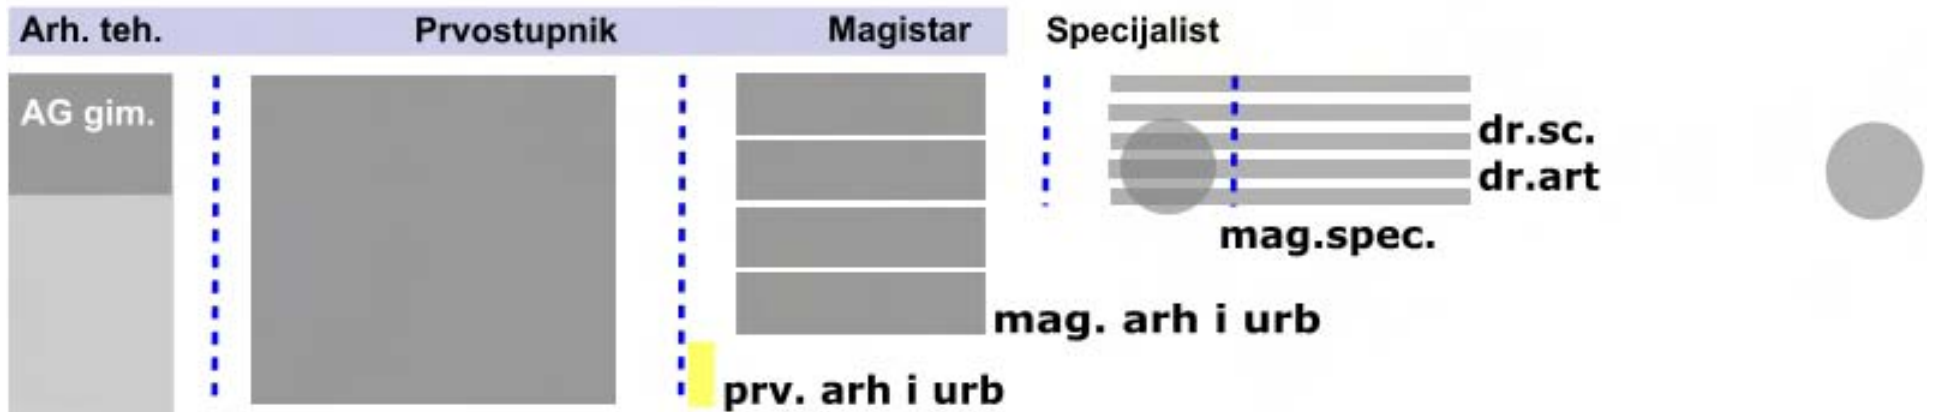 Arh. teh. Prvostupnik Magistar Specijalist
AG gim.
dr.sc.
dr.art
mag.spec.
mag. arh i urb
prv. arh i urb